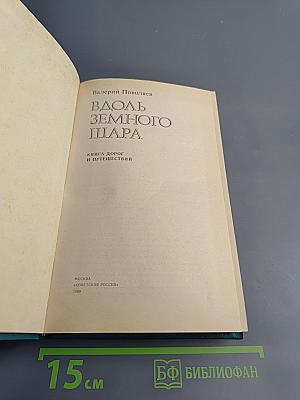 Валерий Поволяев
ВДОЛЬ
ЗЕМНОГО
ШАРА
КНИГА ДОРОГ
И ПУТЕШЕСТВИЙ
МОСКВА
«СОВЕТСКАЯ РОССИЯ»
15 см
БФ БИБЛИОФАН